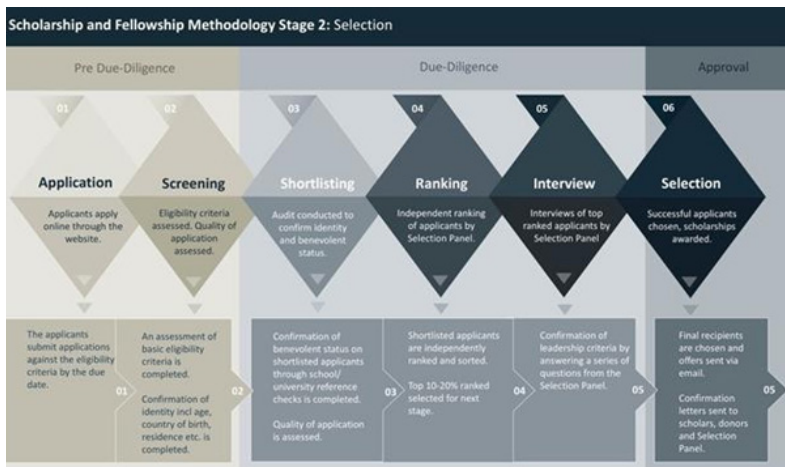 Scholarship and Fellowship Methodology Stage 2: Selection
Pre Due-Diligence
Due-Diligence
Approval
01
02
03
04
05
06
Application
Screening
Shortlisting
Ranking
Interview
Selection
Applicants apply
online through the
website.
Eligibility criteria
assessed. Quality of
application
assessed.
Audit conducted to
confirm identity
and benevolent
status.
Independent ranking
of applicants by
Selection Panel.
Interviews of top
ranked applicants by
Selection Panel
Successful applicants
chosen, scholarships
awarded.
The applicants
submit applications
against the eligibility
criteria by the due
date.
01
An assessment of
basic eligibility
criteria is
completed.
Confirmation of
identity incl age,
country of birth,
residence etc. is
completed.
02
Confirmation of
benevolent status on
shortlisted applicants
through school/
university reference
checks is completed.
Quality of application
is assessed.
03
Shortlisted applicants
are independently
ranked and sorted.
Top 10-20% ranked
selected for next
stage.
04
Confirmation of
leadership criteria by
answering a series of
questions from the
Selection Panel.
05
Final recipients
are chosen and
offers sent via
email.
Confirmation
letters sent to
scholars, donors
and Selection
Panel.
05